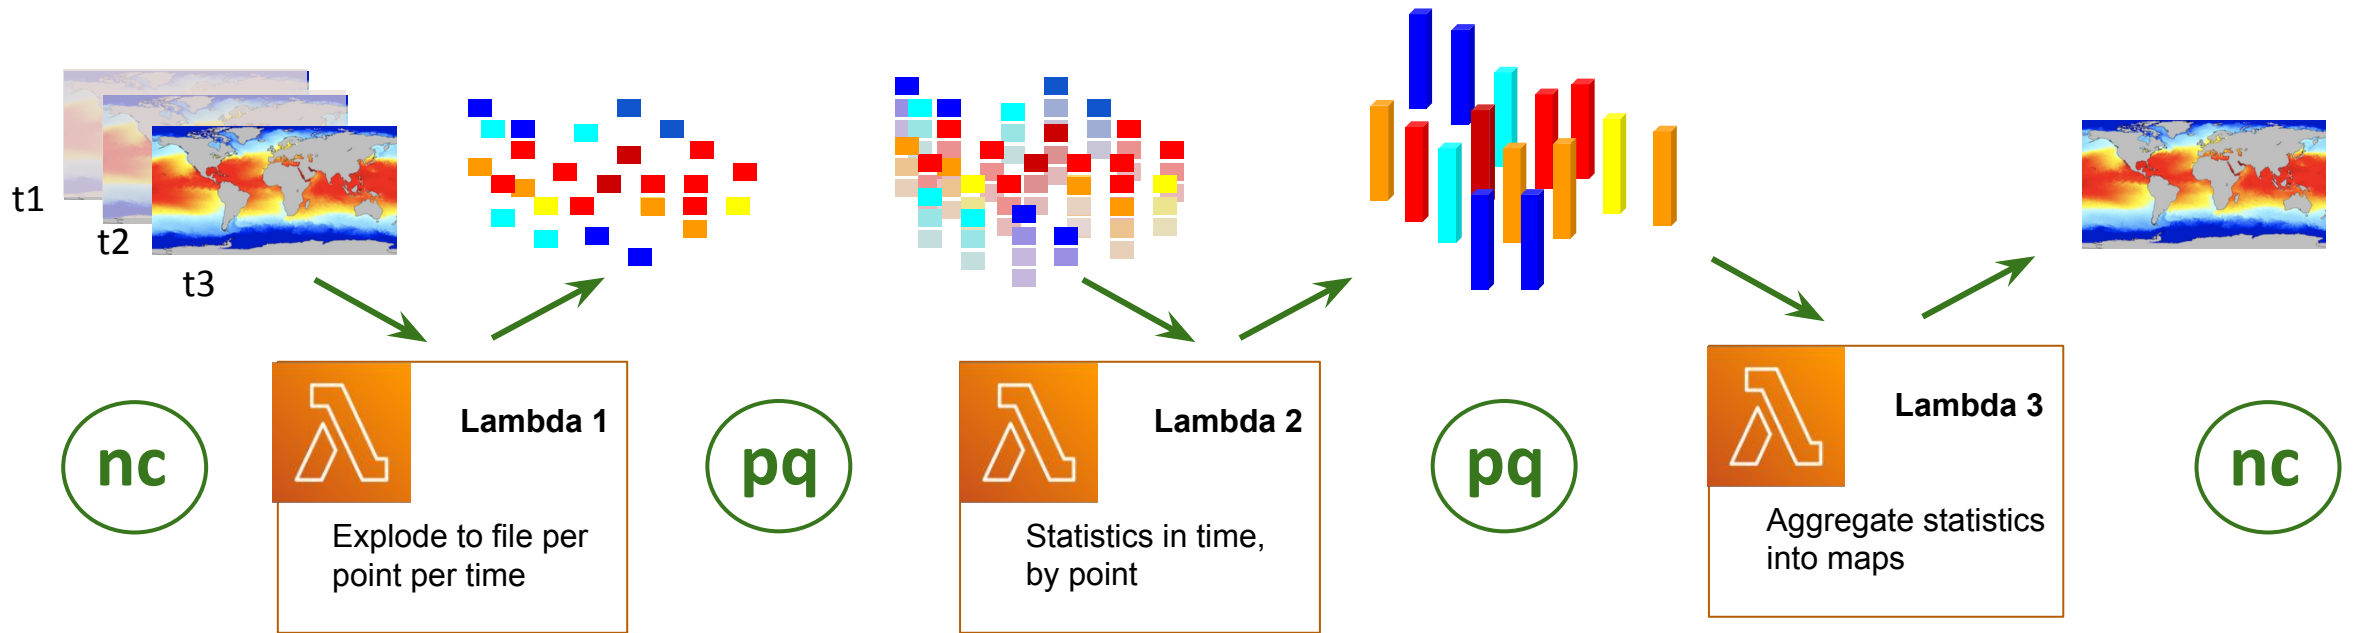 t1
t2
t3
nc
Lambda 1
Explode to file per
point per time
pq
Lambda 2
Statistics in time,
by point
pq
Lambda 3
Aggregate statistics
into maps
nc